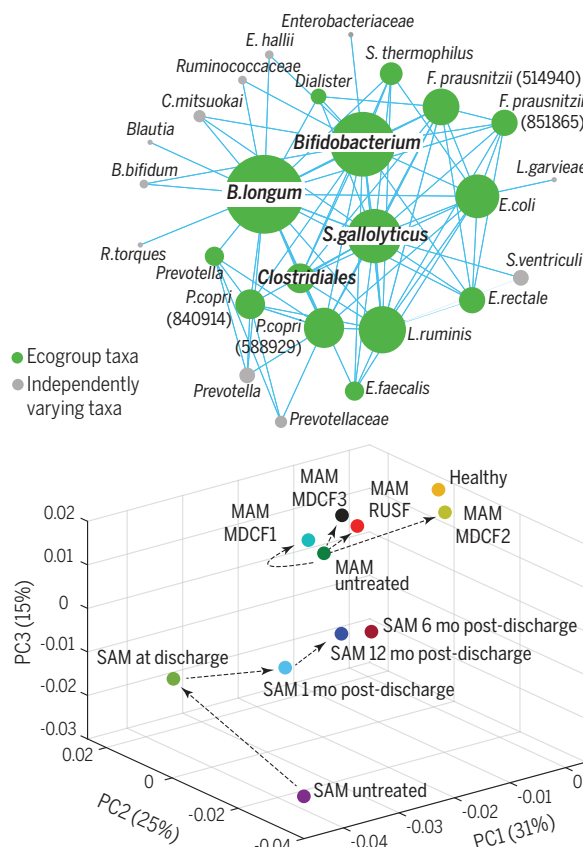 Enterobacteriaceae
E. hallii
S. thermophilus
Ruminococcaceae
Dialister
F. prausnitzii (514940)
C.mitsuokai
F. prausnitzii
(851865)
Blautia
Bifidobacterium
L.garvieae
B.bifidum
B.longum
E.coli
S.gallolyticus
R.torques
S.ventriculi
Prevotella
Clostridiales
P.copri
(840914)
E.rectale
P.copri
(588929)
L.ruminis
Ecogroup taxa
Independently
varying taxa
Prevotella
E.faecalis
Prevotellaceae
MAM
MDCF3
Healthy
MAM
RUSF
MAM
MDCF1
MAM
MDCF2
MAM
untreated
SAM 6 mo post-discharge
SAM at discharge
SAM 12 mo post-discharge
SAM 1 mo post-discharge
SAM untreated
PC3 (15%)
0.02
0.01
0
-0.01
-0.02
-0.03
0.02
0
-0.02
-0.04
PC2 (25%)
-0.04
-0.03
-0.02
-0.01
0
PC1 (31%)